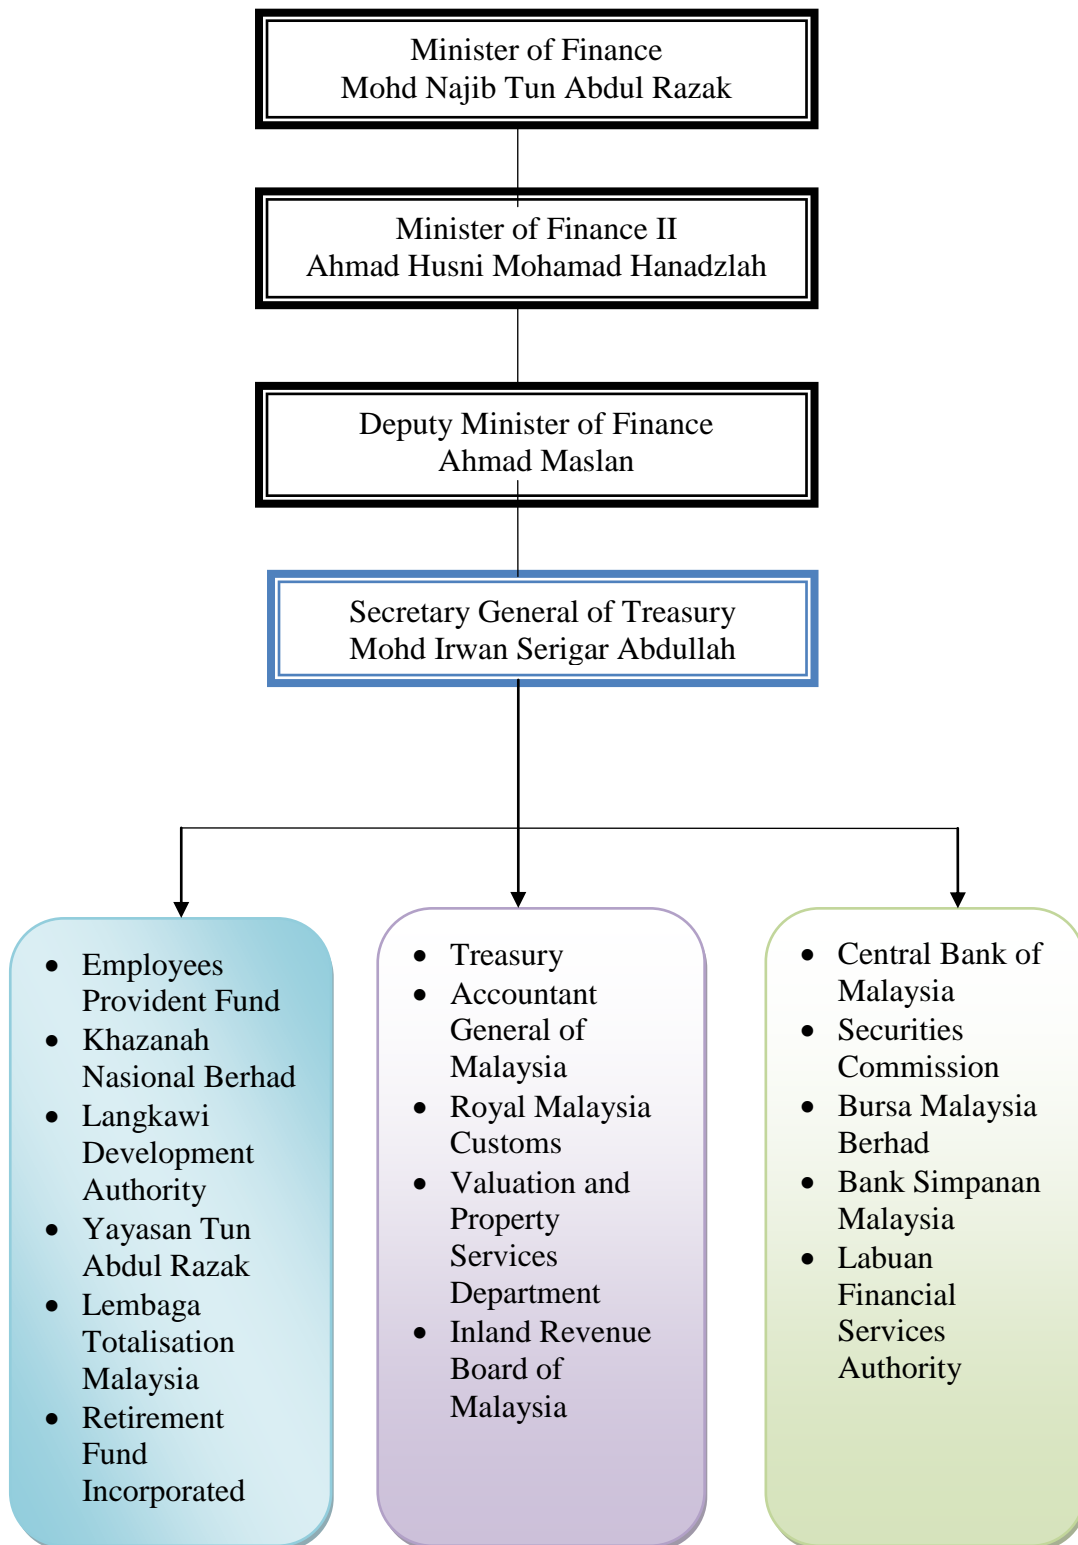 Minister of Finance
Mohd Najib Tun Abdul Razak
Minister of Finance II
Ahmad Husni Mohamad Hanadzlah
Deputy Minister of Finance
Ahmad Maslan
Secretary General of Treasury
Mohd Irwan Serigar Abdullah
• Employees
Provident Fund
• Khazanah
Nasional Berhad
• Langkawi
Development
Authority
• Yayasan Tun
Abdul Razak
• Lembaga
Totalisation
Malaysia
• Retirement
Fund
Incorporated
• Treasury
• Accountant
General of
Malaysia
• Royal Malaysia
Customs
• Valuation and
Property
Services
Department
• Inland Revenue
Board of
Malaysia
• Central Bank of
Malaysia
• Securities
Commission
• Bursa Malaysia
Berhad
• Bank Simpanan
Malaysia
• Labuan
Financial
Services
Authority